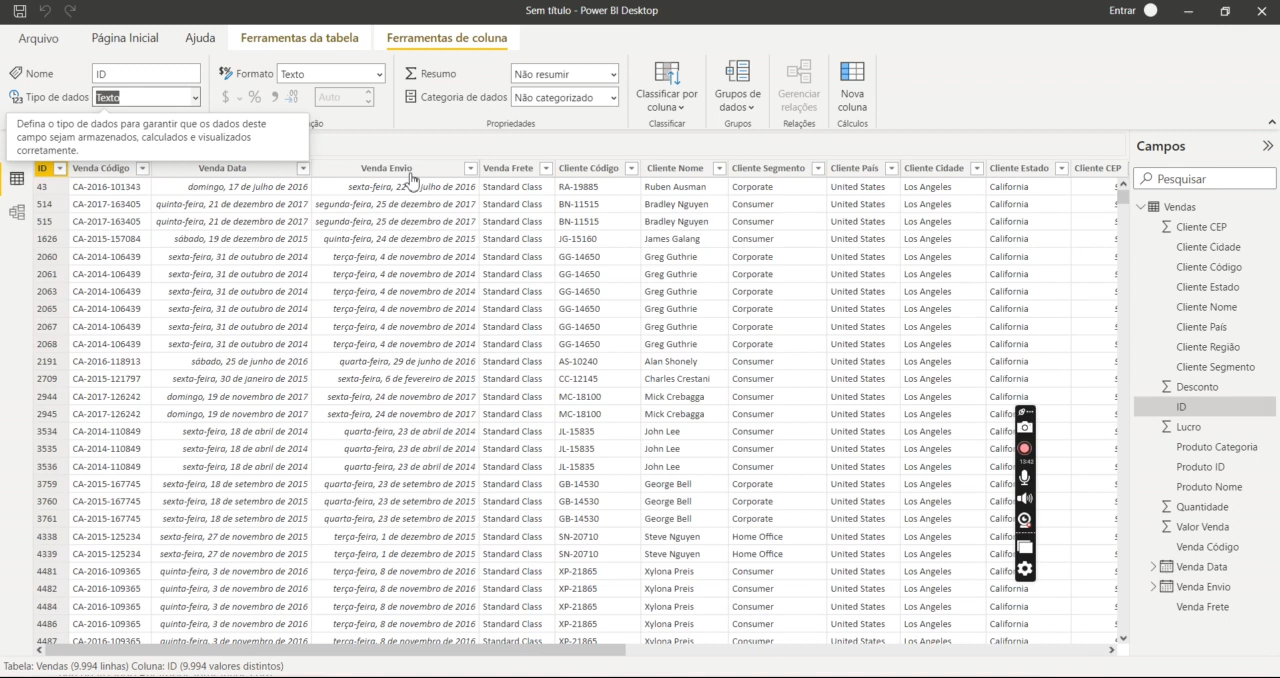 Sem título - Power BI Desktop
Entrar
Arquivo
Página Inicial
Ajuda
Ferramentas da tabela
Ferramentas de coluna
Nome
ID
Formato
Texto
Resumo
Não resumir
Tipo de dados
Texto
Auto
Categoria de dados
Não categorizado
Classificar por coluna
Grupos de dados
Gerenciar relações
Nova coluna
Propriedades
Classificar
Grupos
Relações
Cálculos
Defina o tipo de dados para garantir que os dados deste
campo sejam armazenados, calculados e visualizados
corretamente.
ID Venda Código Venda Data Venda Envio Venda Frete Cliente Código Cliente Nome Cliente Segmento Cliente País Cliente Cidade Cliente Estado Cliente CEP
43 CA-2016-101343 domingo, 17 de julho de 2016 sexta-feira, julho de 2016 Standard Class RA-19885 Ruben Ausman Corporate United States Los Angeles California
514 CA-2017-163405 quinta-feira, 21 de dezembro de 2017 segunda-feira, 25 de dezembro de 2017 Standard Class BN-11515 Bradley Nguyen Consumer United States Los Angeles California
515 CA-2017-163405 quinta-feira, 21 de dezembro de 2017 segunda-feira, 25 de dezembro de 2017 Standard Class BN-11515 Bradley Nguyen Consumer United States Los Angeles California
1626 CA-2015-157084 sábado, 19 de dezembro de 2015 quinta-feira, 24 de dezembro de 2015 Standard Class JG-15160 James Galang Consumer United States Los Angeles California
2060 CA-2014-106439 sexta-feira, 31 de outubro de 2014 terça-feira, 4 de novembro de 2014 Standard Class GG-14650 Greg Guthrie Corporate United States Los Angeles California
2061 CA-2014-106439 sexta-feira, 31 de outubro de 2014 terça-feira, 4 de novembro de 2014 Standard Class GG-14650 Greg Guthrie Corporate United States Los Angeles California
2063 CA-2014-106439 sexta-feira, 31 de outubro de 2014 terça-feira, 4 de novembro de 2014 Standard Class GG-14650 Greg Guthrie Corporate United States Los Angeles California
2065 CA-2014-106439 sexta-feira, 31 de outubro de 2014 terça-feira, 4 de novembro de 2014 Standard Class GG-14650 Greg Guthrie Corporate United States Los Angeles California
2067 CA-2014-106439 sexta-feira, 31 de outubro de 2014 terça-feira, 4 de novembro de 2014 Standard Class GG-14650 Greg Guthrie Corporate United States Los Angeles California
2068 CA-2014-106439 sexta-feira, 31 de outubro de 2014 terça-feira, 4 de novembro de 2014 Standard Class GG-14650 Greg Guthrie Corporate United States Los Angeles California
2191 CA-2016-118913 sábado, 25 de junho de 2016 quarta-feira, 29 de junho de 2016 Standard Class AS-10240 Alan Shonely Consumer United States Los Angeles California
2709 CA-2015-121797 sexta-feira, 30 de janeiro de 2015 sexta-feira, 6 de fevereiro de 2015 Standard Class CC-12145 Charles Crestani Consumer United States Los Angeles California
2944 CA-2017-126242 domingo, 19 de novembro de 2017 sexta-feira, 24 de novembro de 2017 Standard Class MC-18100 Mick Crebagga Consumer United States Los Angeles California
2945 CA-2017-126242 domingo, 19 de novembro de 2017 sexta-feira, 24 de novembro de 2017 Standard Class MC-18100 Mick Crebagga Consumer United States Los Angeles
3534 CA-2014-110849 sexta-feira, 18 de abril de 2014 quarta-feira, 23 de abril de 2014 Standard Class JL-15835 John Lee Consumer United States Los Angeles
3535 CA-2014-110849 sexta-feira, 18 de abril de 2014 quarta-feira, 23 de abril de 2014 Standard Class JL-15835 John Lee Consumer United States Los Angeles
3536 CA-2014-110849 sexta-feira, 18 de abril de 2014 quarta-feira, 23 de abril de 2014 Standard Class JL-15835 John Lee Consumer United States Los Angeles
3759 CA-2015-167745 sexta-feira, 18 de setembro de 2015 quarta-feira, 23 de setembro de 2015 Standard Class GB-14530 George Bell Corporate United States Los Angeles
3760 CA-2015-167745 sexta-feira, 18 de setembro de 2015 quarta-feira, 23 de setembro de 2015 Standard Class GB-14530 George Bell Corporate United States Los Angeles
3761 CA-2015-167745 sexta-feira, 18 de setembro de 2015 quarta-feira, 23 de setembro de 2015 Standard Class GB-14530 George Bell Corporate United States Los Angeles
4338 CA-2015-125234 sexta-feira, 27 de novembro de 2015 terça-feira, 1 de dezembro de 2015 Standard Class SN-20710 Steve Nguyen Home Office United States Los Angeles
4339 CA-2015-125234 sexta-feira, 27 de novembro de 2015 terça-feira, 1 de dezembro de 2015 Standard Class SN-20710 Steve Nguyen Home Office United States Los Angeles
4481 CA-2016-109365 quinta-feira, 3 de novembro de 2016 terça-feira, 8 de novembro de 2016 Standard Class XP-21865 Xylona Preis Consumer United States Los Angeles
4482 CA-2016-109365 quinta-feira, 3 de novembro de 2016 terça-feira, 8 de novembro de 2016 Standard Class XP-21865 Xylona Preis Consumer United States Los Angeles California
4484 CA-2016-109365 quinta-feira, 3 de novembro de 2016 terça-feira, 8 de novembro de 2016 Standard Class XP-21865 Xylona Preis Consumer United States Los Angeles California
4486 CA-2016-109365 quinta-feira, 3 de novembro de 2016 terça-feira, 8 de novembro de 2016 Standard Class XP-21865 Xylona Preis Consumer United States Los Angeles California
4487 CA-2016-109365 quinta-feira, 3 de novembro de 2016 terça-feira, 8 de novembro de 2016 Standard Class XP-21865 Xylona Preis Consumer United States Los Angeles California
13:42
Campos
Pesquisar
Vendas
Cliente CEP
Cliente Cidade
Cliente Código
Cliente Estado
Cliente Nome
Cliente País
Cliente Região
Cliente Segmento
Desconto
ID
Lucro
Produto Categoria
Produto ID
Produto Nome
Quantidade
Valor Venda
Venda Código
Venda Data
Venda Envio
Venda Frete
Tabela: Vendas (9.994 linhas) Coluna: ID (9.994 valores distintos)